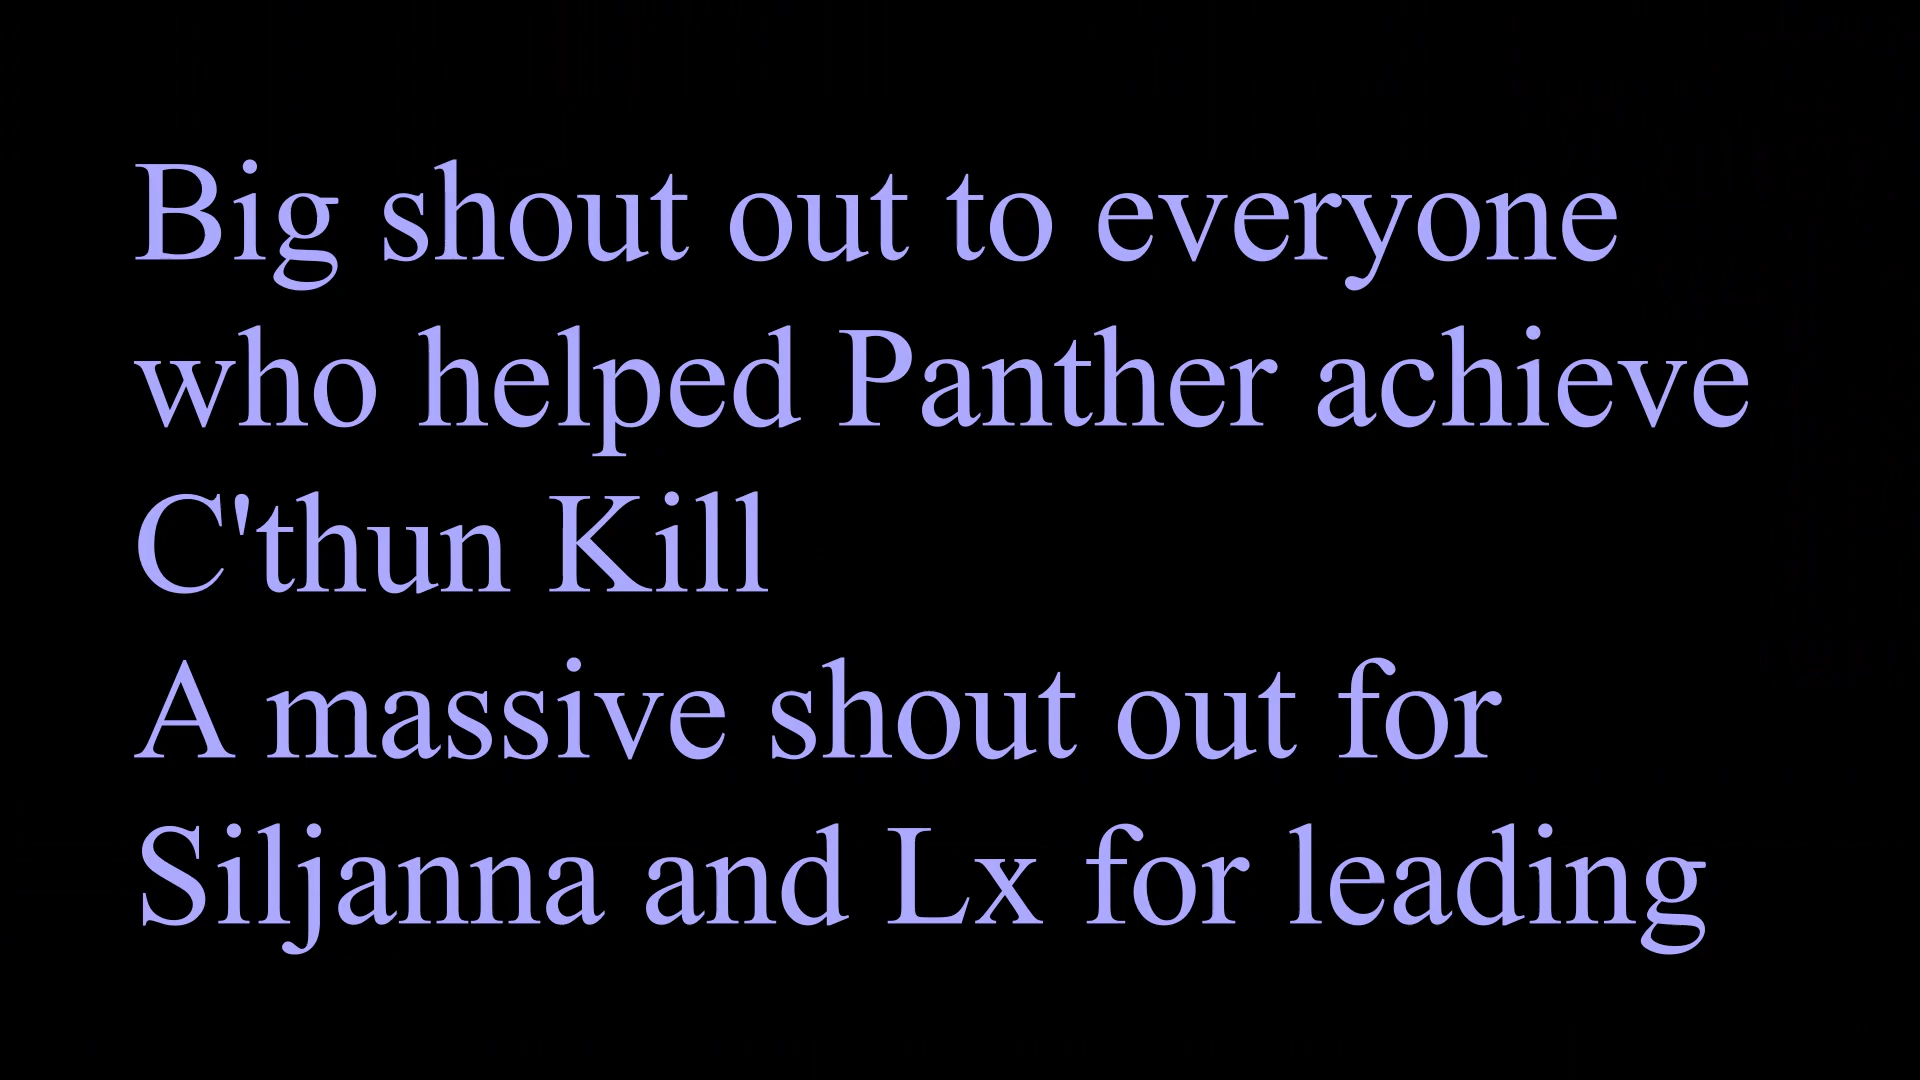 Big shout out to everyone
who helped Panther achieve
C'thun Kill
A massive shout out for
Siljanna and Lx for leading